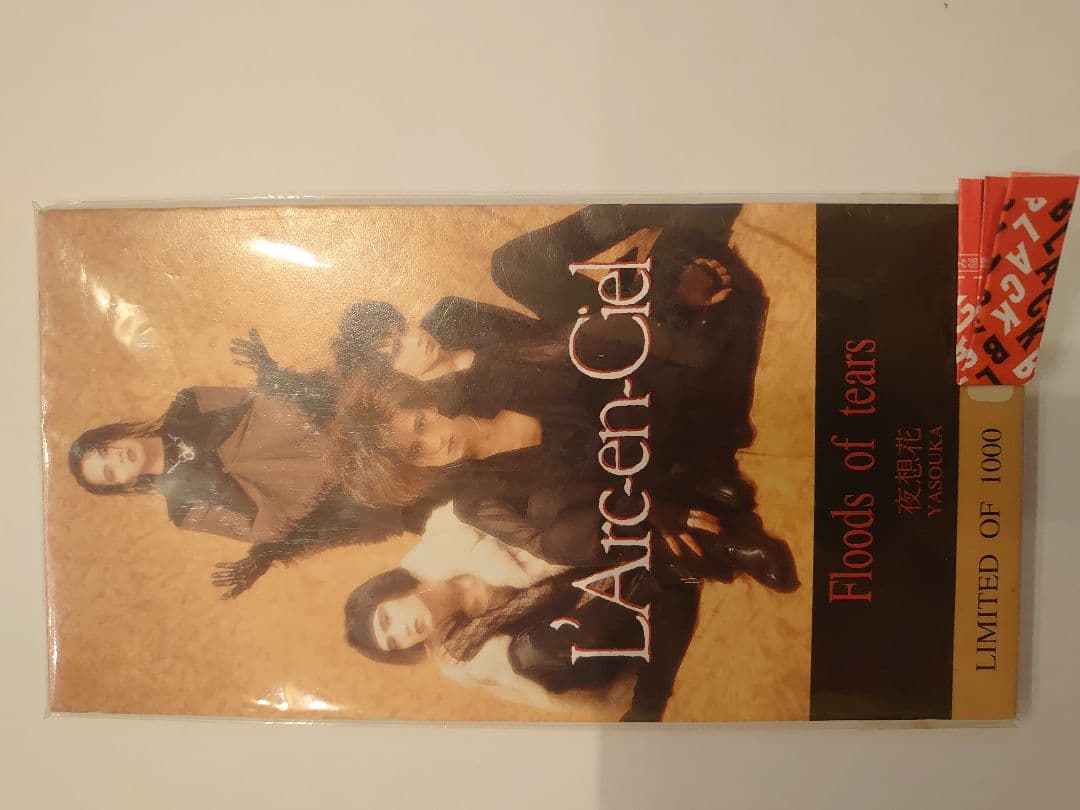 L'Arc-en-Ciel
Floods of tears
夜想花
YASOUKA
LIMITED OF 1000
BLACK